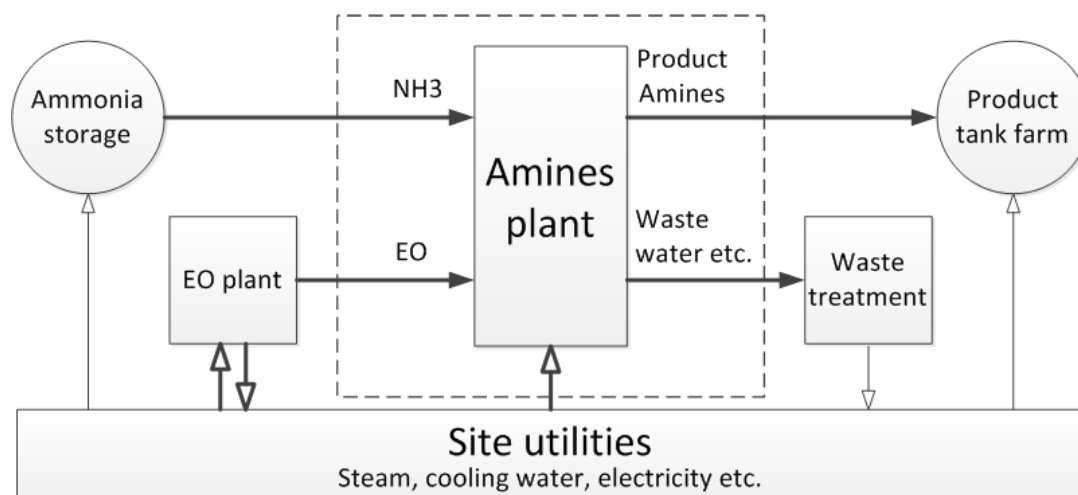 Ammonia
storage
NH3
Product
Amines
Product
tank farm
Amines
plant
EO plant
EO
Waste
water etc.
Waste
treatment
Site utilities
Steam, cooling water, electricity etc.